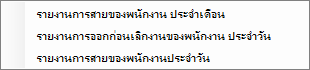 รายงานการสายของพนักงาน ประจำเดือน
รายงานการออกก่อนเลิกงานของพนักงาน ประจำวัน
รายงานการสายของพนักงานประจำวัน